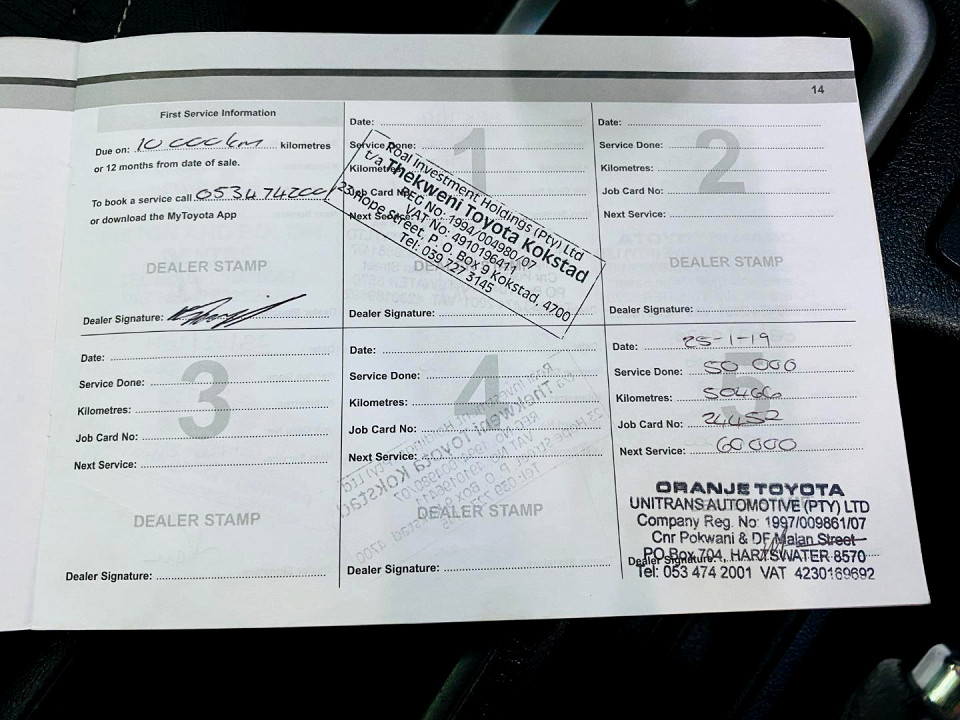 14
First Service Information
Due on: 10 000 km kilometres
or 12 months from date of sale.
To book a service call 053474200
or download the MyToyota App
DEALER STAMP
Dealer Signature:
1
Date:
Service Done:
Kilometres:
Job Card No:
Next Service:
Roal Investment Holdings (Pty) Ltd
t/a Thekweni Toyota Kokstad
REG No: 1994/004980/07
VAT No: 4910196411
23 Hope Street, P. O. Box 9 Kokstad, 4700
Tel: 039 727 3145
Dealer Signature:
2
Date:
Service Done:
Kilometres:
Job Card No:
Next Service:
DEALER STAMP
Dealer Signature:
3
Date:
Service Done:
Kilometres:
Job Card No:
Next Service:
DEALER STAMP
Dealer Signature:
4
Date:
Service Done:
Kilometres:
Job Card No:
Next Service:
DEALER STAMP
Dealer Signature:
5
Date: 25-1-19
Service Done: 50 000
Kilometres: 50466
Job Card No: 24452
Next Service: 60000
ORANJE TOYOTA
UNITRANS AUTOMOTIVE (PTY) LTD
Company Reg. No: 1997/009861/07
Cnr Pokwani & DF Malan Street
PO Box 704, HARTSWATER 8570
Dealer Signature:
Tel: 053 474 2001 VAT 4230169692